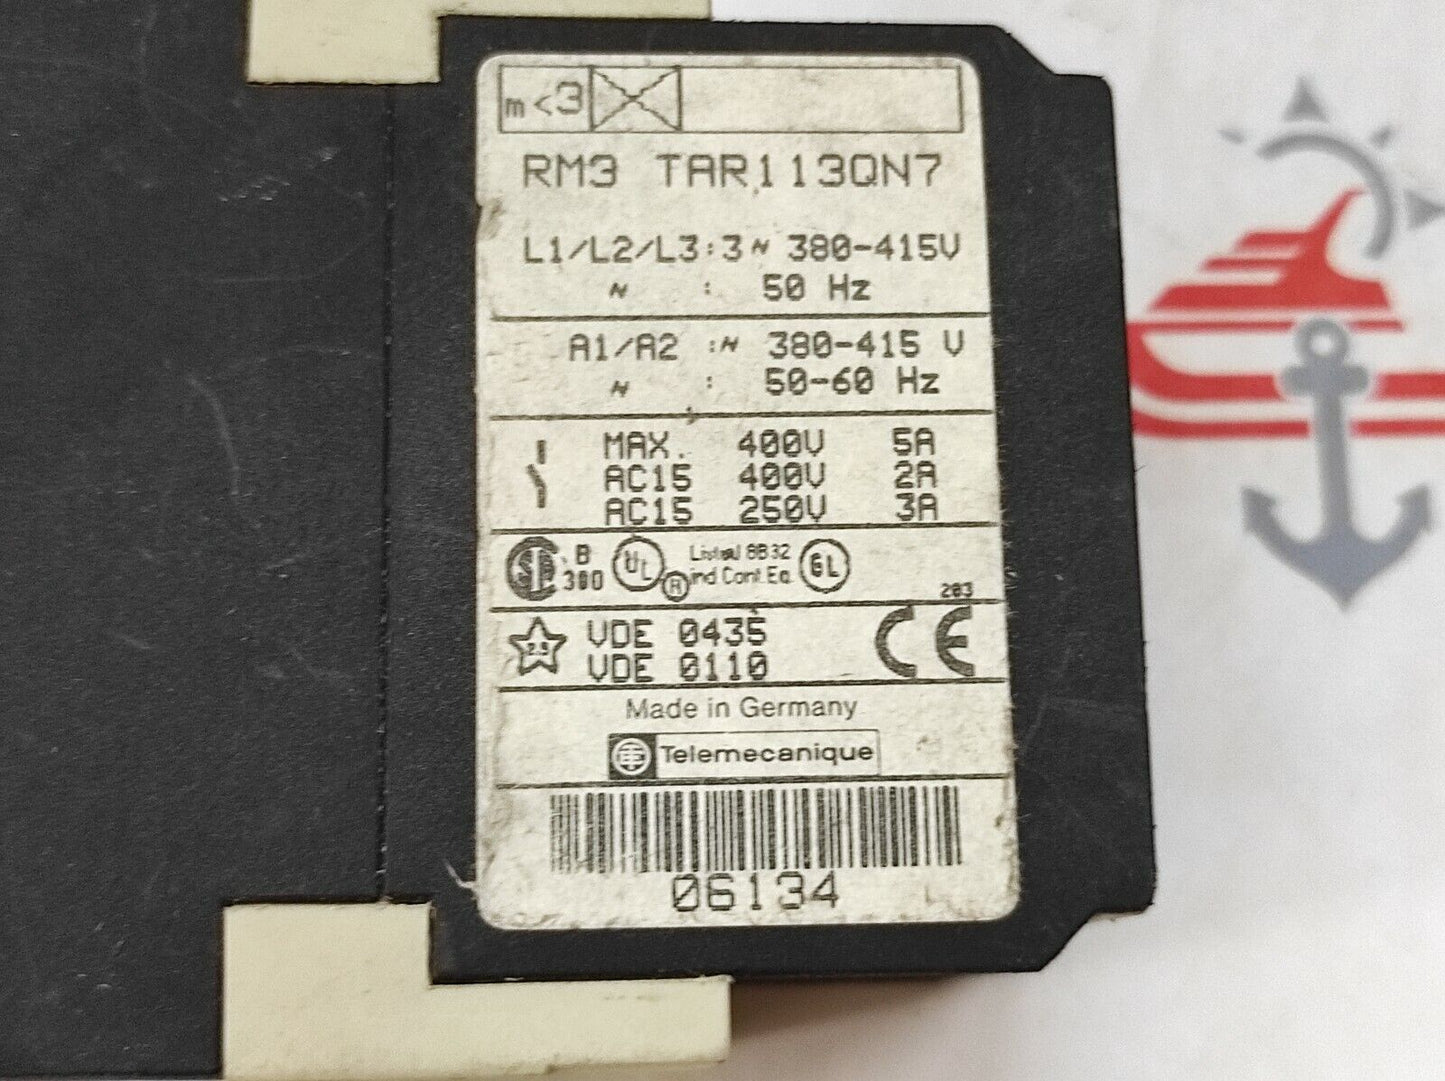 m<3
RM3 TAR113QN7
L1/L2/L3:3~ 380-415V
~ : 50 Hz
A1/A2 :~ 380-415 V
~ : 50-60 Hz
MAX. 400V 5A
AC15 400V 2A
AC15 250V 3A
B
300
UL
®
Listed 8B32
Ind Cont. Eq.
GL
203
2.5
VDE 0435
VDE 0110
CE
Made in Germany
Telemecanique
06134